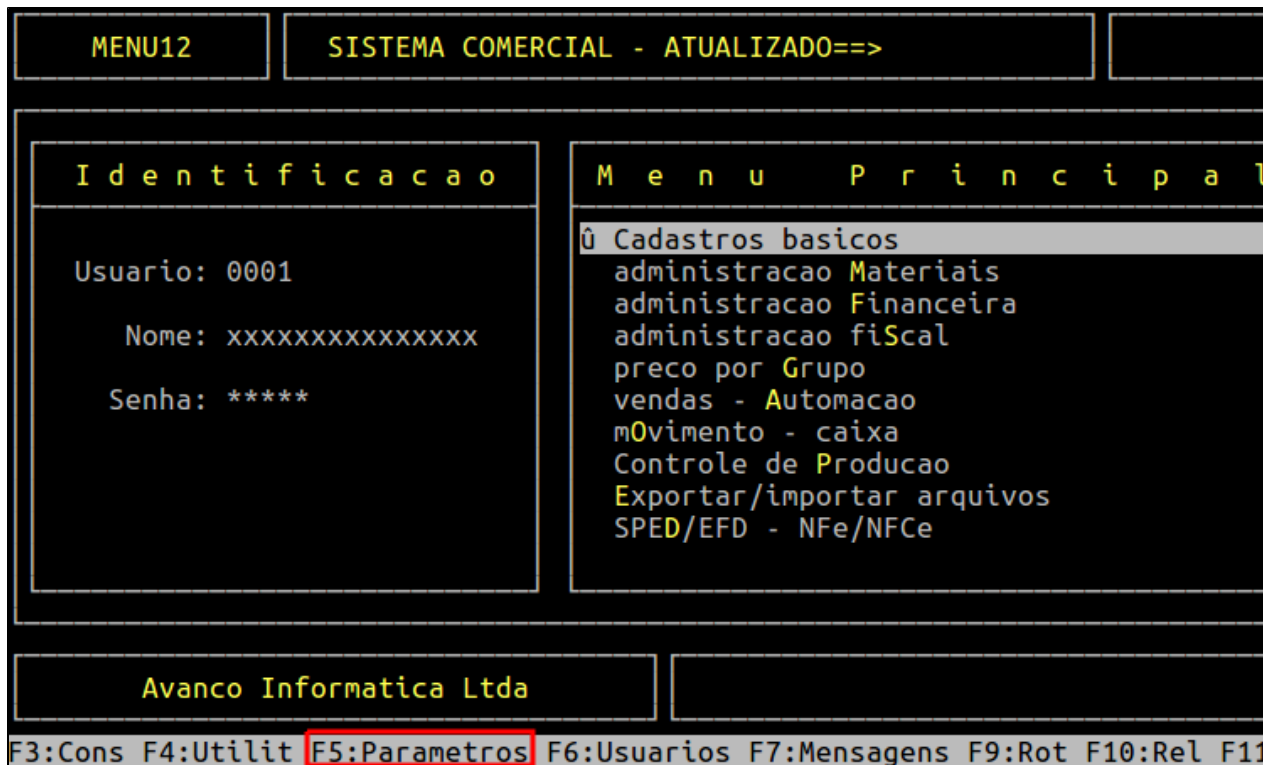 MENU12
SISTEMA COMERCIAL - ATUALIZADO==>
I d e n t i f i c a c a o
Usuario: 0001
Nome: xxxxxxxxxxxxxxx
Senha: *****
M e n u P r i n c i p a l
û Cadastros basicos
administracao Materiais
administracao Financeira
administracao fiScal
preco por Grupo
vendas - Automacao
mOvimento - caixa
Controle de Producao
Exportar/importar arquivos
SPED/EFD - NFe/NFCe
Avanco Informatica Ltda
F3:Cons F4:Utilit F5:Parametros F6:Usuarios F7:Mensagens F9:Rot F10:Rel F11